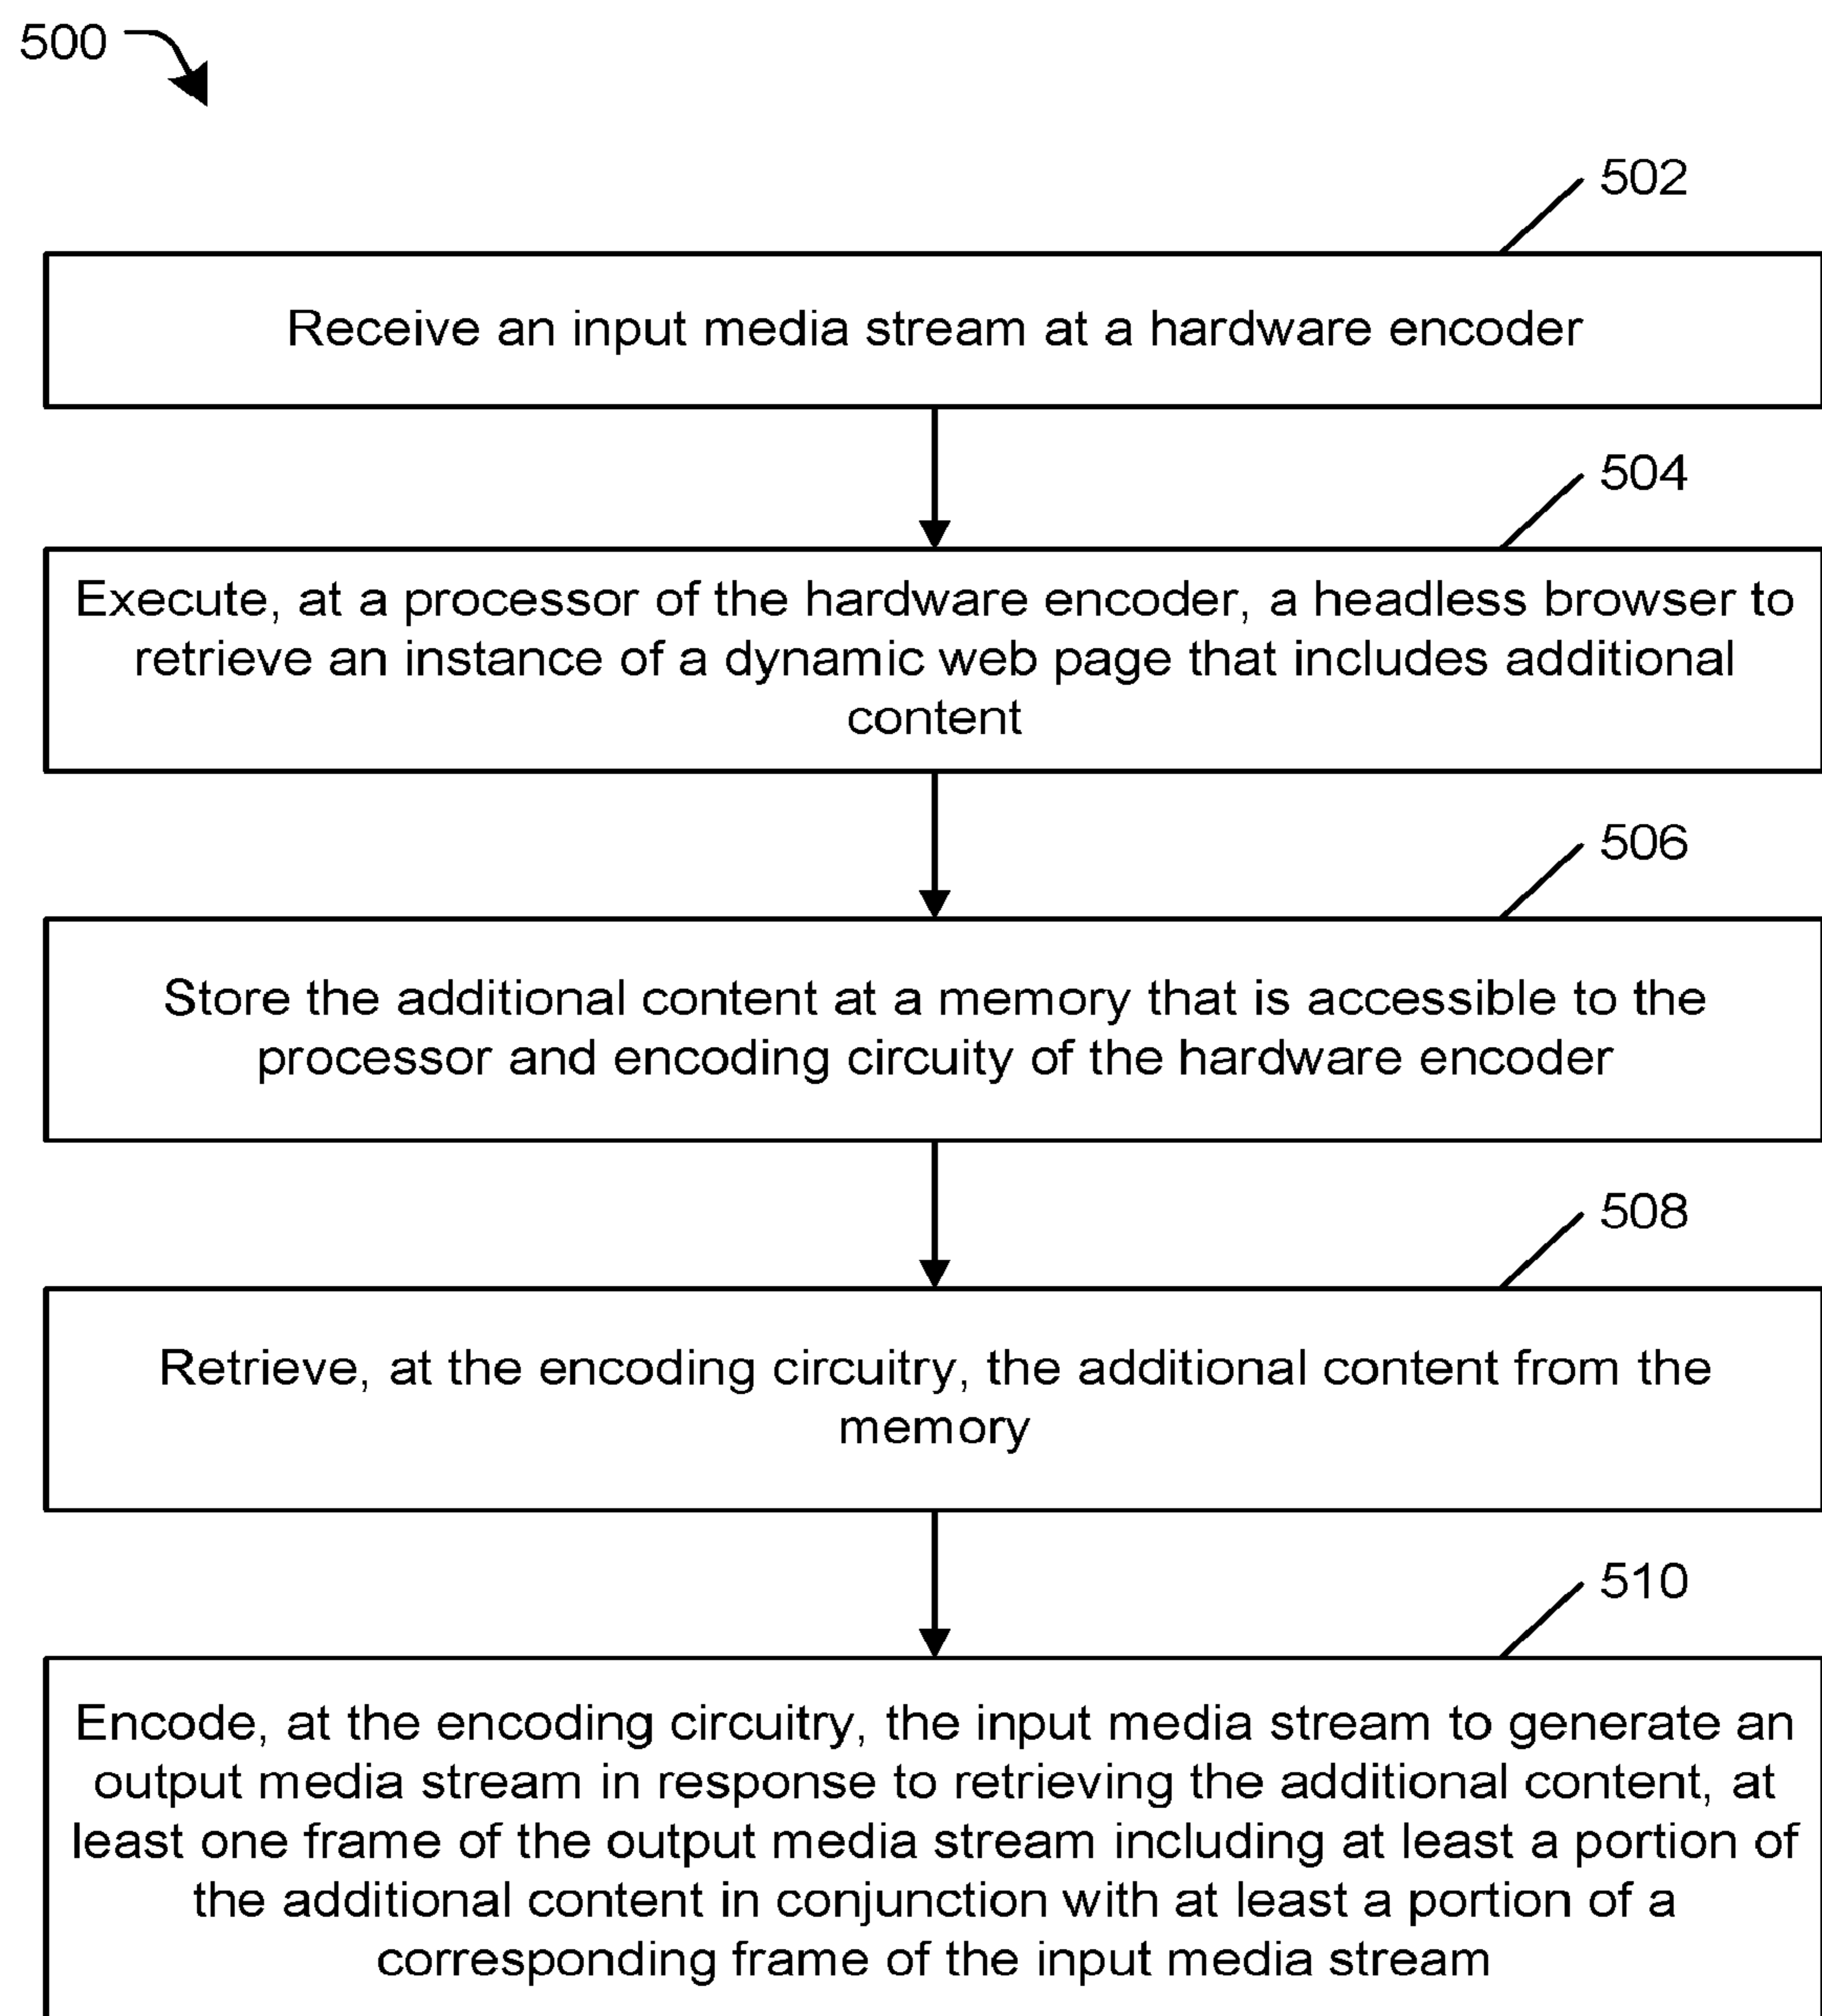 500
502
Receive an input media stream at a hardware encoder
504
Execute, at a processor of the hardware encoder, a headless browser to
retrieve an instance of a dynamic web page that includes additional
content
506
Store the additional content at a memory that is accessible to the
processor and encoding circuity of the hardware encoder
508
Retrieve, at the encoding circuitry, the additional content from the
memory
510
Encode, at the encoding circuitry, the input media stream to generate an
output media stream in response to retrieving the additional content, at
least one frame of the output media stream including at least a portion of
the additional content in conjunction with at least a portion of a
corresponding frame of the input media stream